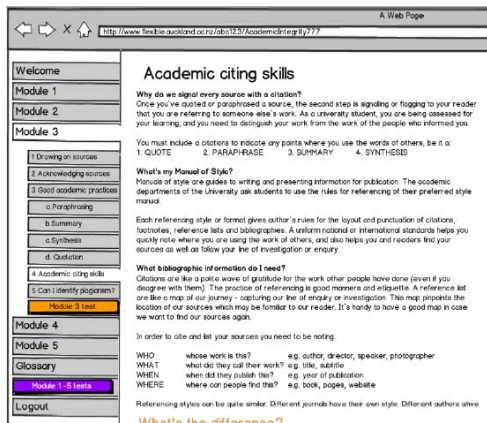 A Web Page
http://www.flexible.auckland.ac.nz/abc123/AcademicIntegrity777
Welcome
Module 1
Module 2
Module 3
1 Drawing on sources
2 Acknowledging sources
3 Good academic practices
a.Paraphrasing
b.Summary
c.Synthesis
d. Quotation
4 Academic citing skills
5 Can I identify plagiarism?
Module 3 test
Module 4
Module 5
Glossary
Module 1-5 tests
Logout
Academic citing skills
Why do we signal every source with a citation?
Once you've quoted or paraphrased a source, the second step is signaling or flagging to your reader
that you are referring to someone else's work. As a university student, you are being assessed for
your learning, and you need to distinguish your work from the work of the people who informed you.
You must include a citations to indicate any points where you use the words of others, be it a:
1. QUOTE 2. PARAPHRASE 3. SUMMARY 4. SYNTHESIS
What's my Manual of Style?
Manuals of style are guides to writing and presenting information for publication. The academic
departments of the University ask students to use the rules for referencing of their preferred style
manual.
Each referencing style or format gives author's rules for the layout and punctuation of citations,
footnotes, reference lists and bibliographies. A uniform national or international standards helps you
quickly note where you are using the work of others, and also helps you and readers find your
sources as well as follow your line of investigation or enquiry.
What bibliographic information do I need?
Citations are like a polite wave of gratitude for the work other people have done (even if you
disagree with them). The practice of referencing is good manners and etiquette. A reference list
are like a map of our journey - capturing our line of enquiry or investigation. This map pinpoints the
location of our sources which may be familiar to our reader. It's handy to have a good map in case
we want to find our sources again.
In order to cite and list your sources you need to be noting:
WHO whose work is this? e.g. author, director, speaker, photographer
WHAT what did they call their work? e.g. title, subtitle
WHEN when did they publish this? e.g. year of publication
WHERE where can people find this? e.g. book, pages, website
Referencing styles can be quite similar. Different journals have their own style. Different authors ahve
What's the difference?